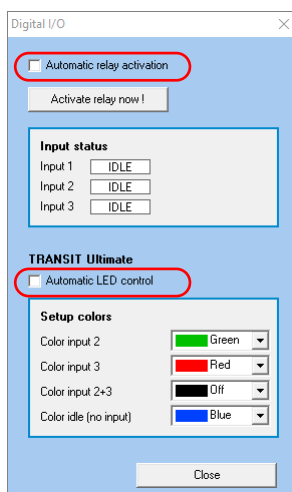 Digital I/O
Automatic relay activation
Activate relay now !
Input status
Input 1 IDLE
Input 2 IDLE
Input 3 IDLE
TRANSIT Ultimate
Automatic LED control
Setup colors
Color input 2 Green
Color input 3 Red
Color input 2+3 Off
Color idle (no input) Blue
Close